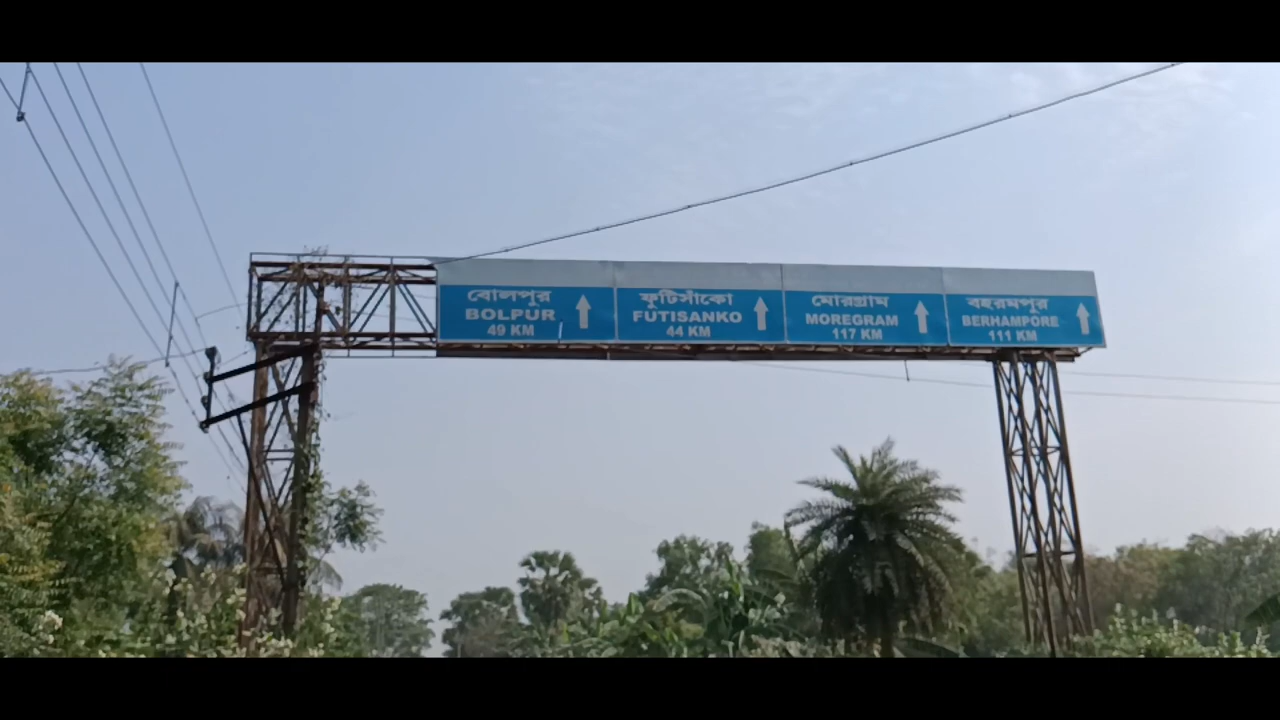 বোলপুর
BOLPUR
49 KM
ফুটিসাঁকো
FUTISANKO
44 KM
মোরগ্রাম
MOREGRAM
117 KM
বহরমপুর
BERHAMPORE
111 KM